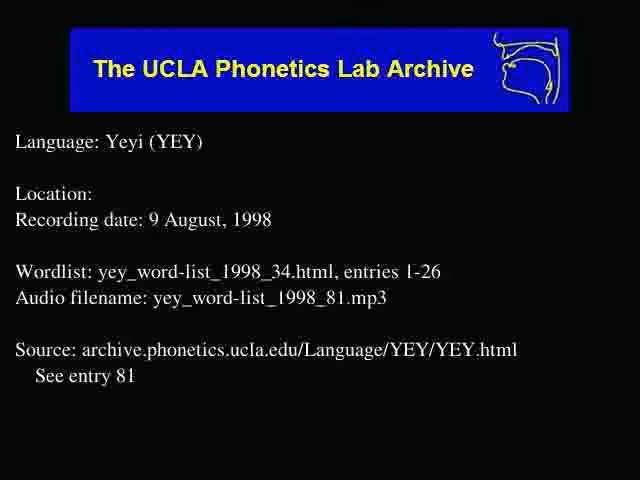 The UCLA Phonetics Lab Archive
Language: Yeyi (YEY)
Location:
Recording date: 9 August, 1998
Wordlist: yey_word-list_1998_34.html, entries 1-26
Audio filename: yey_word-list_1998_81.mp3
Source: archive.phonetics.ucla.edu/Language/YEY/YEY.html
See entry 81